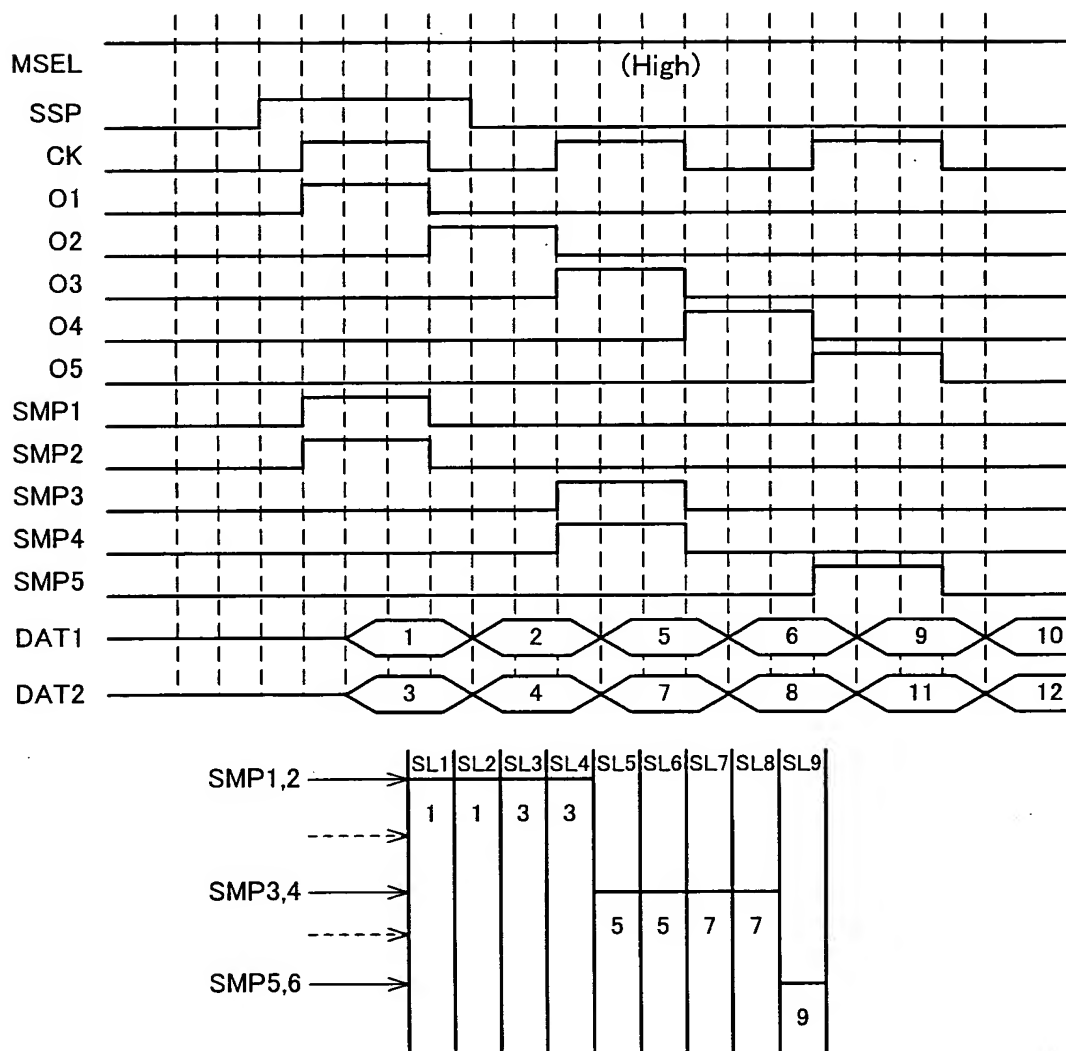 MSEL (High)
SSP
CK
O1
O2
O3
O4
O5
SMP1
SMP2
SMP3
SMP4
SMP5
DAT1 1 2 5 6 9 10
DAT2 3 4 7 8 11 12
SL1 SL2 SL3 SL4 SL5 SL6 SL7 SL8 SL9
SMP1,2
1 1 3 3
SMP3,4
5 5 7 7
SMP5,6
9